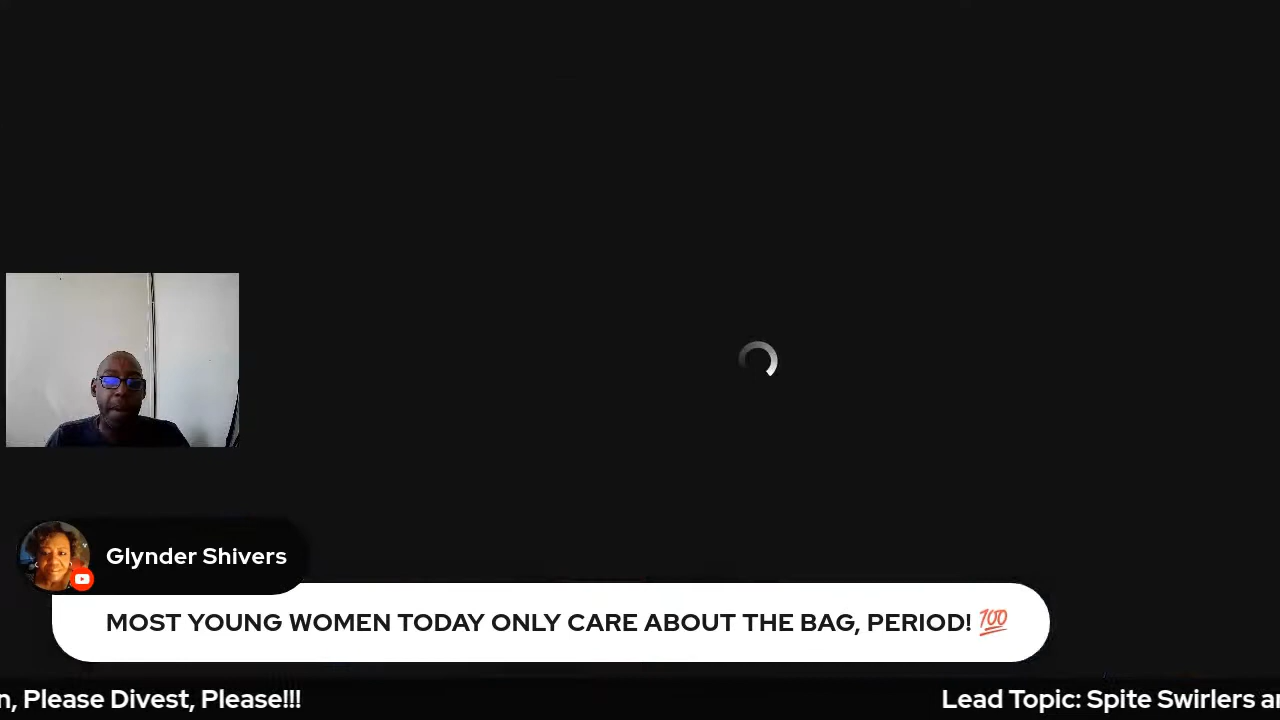 Glynder Shivers
MOST YOUNG WOMEN TODAY ONLY CARE ABOUT THE BAG, PERIOD! 💯
, Please Divest, Please!!!
Lead Topic: Spite Swirlers